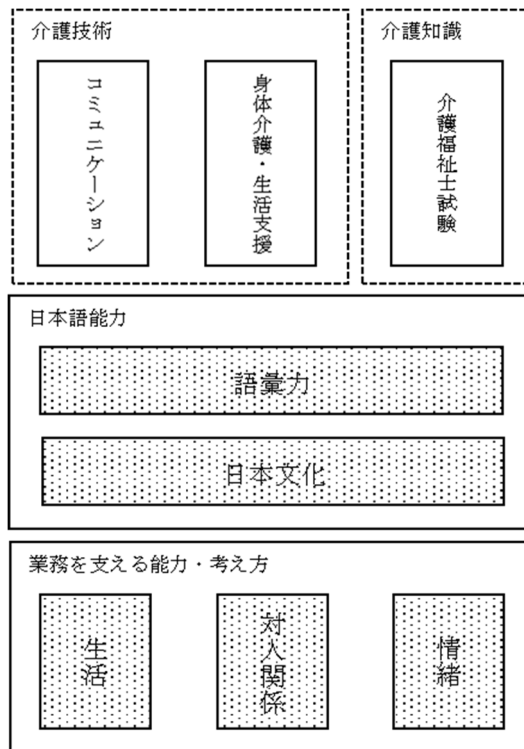 介護技術
コミュニケーション
身体介護・生活支援
介護知識
介護福祉士試験
日本語能力
語彙力
日本文化
業務を支える能力・考え方
生活
対人関係
情緒